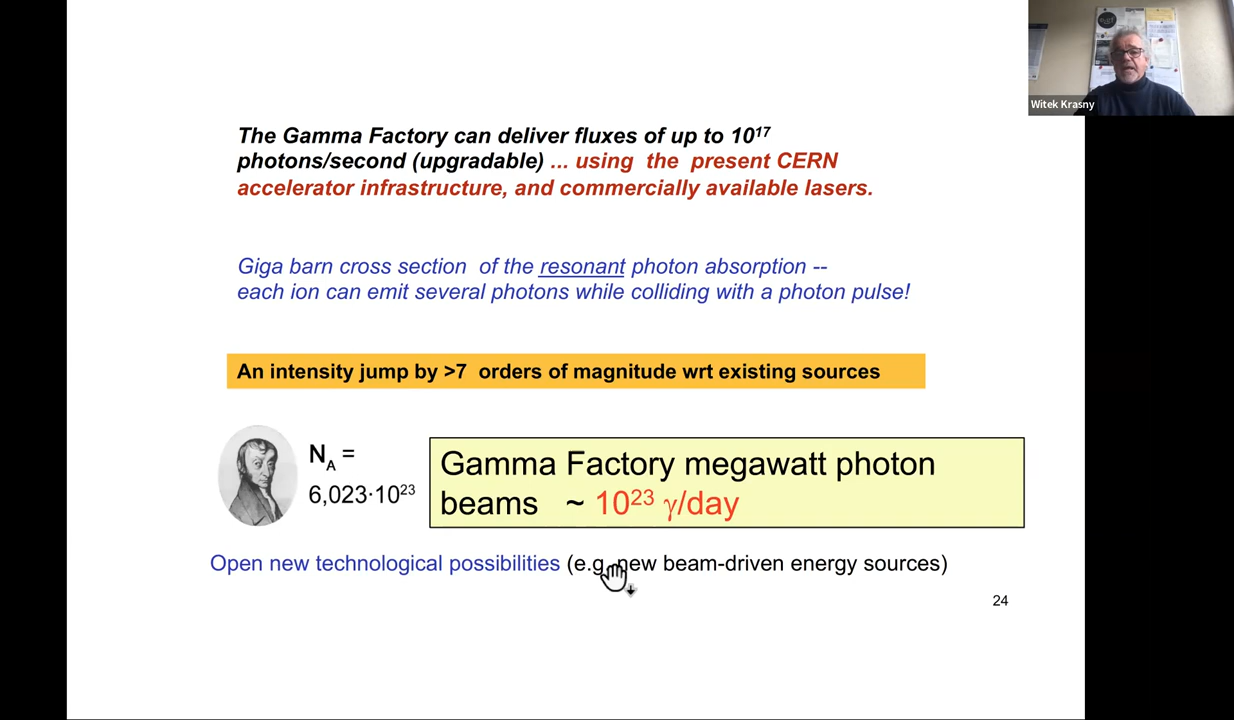 Witek Krasny
The Gamma Factory can deliver fluxes of up to 10¹⁷
photons/second (upgradable) ... using the present CERN
accelerator infrastructure, and commercially available lasers.
Giga barn cross section of the resonant photon absorption --
each ion can emit several photons while colliding with a photon pulse!
An intensity jump by >7 orders of magnitude wrt existing sources
N_A =
6,023·10²³
Gamma Factory megawatt photon
beams ~ 10²³ γ/day
Open new technological possibilities (e.g. new beam-driven energy sources)
24